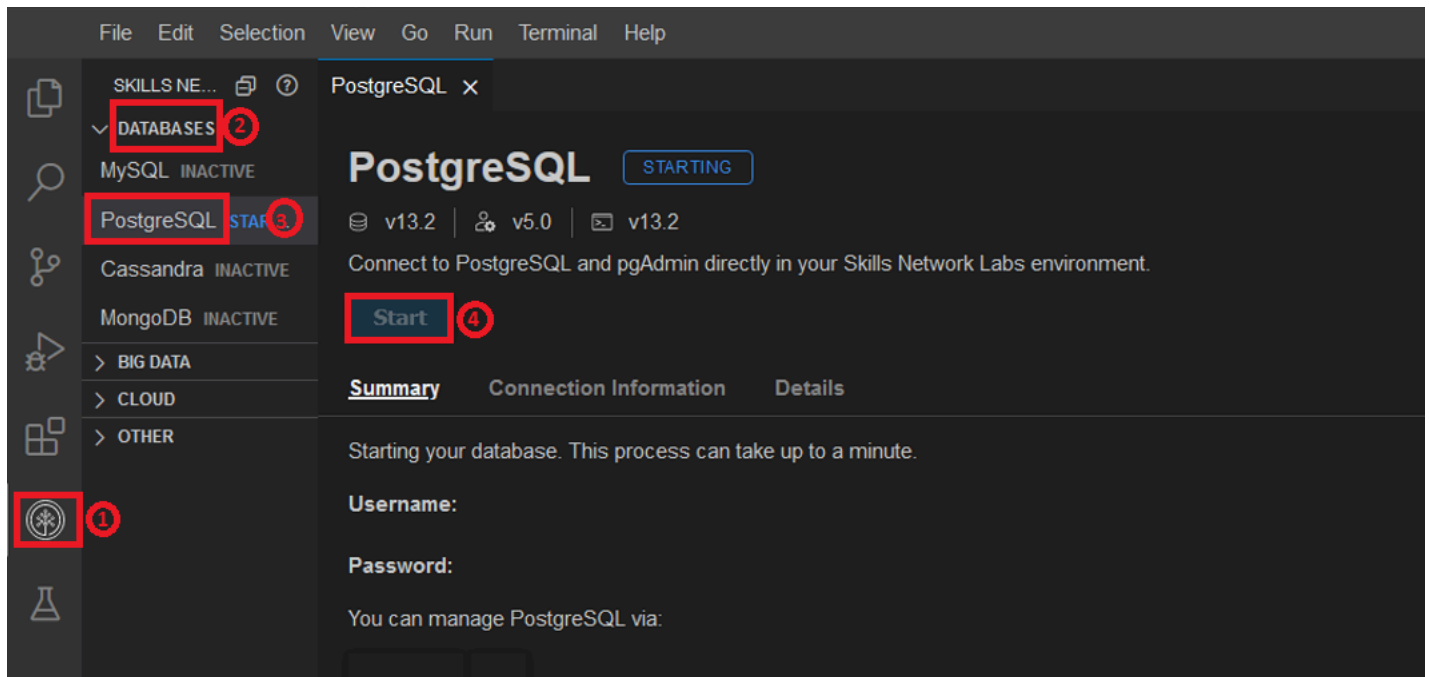 File Edit Selection View Go Run Terminal Help
SKILLS NE...
PostgreSQL
DATABASES 2
MySQL INACTIVE
PostgreSQL 3
Cassandra INACTIVE
MongoDB INACTIVE
BIG DATA
CLOUD
OTHER
1
PostgreSQL STARTING
v13.2 v5.0 v13.2
Connect to PostgreSQL and pgAdmin directly in your Skills Network Labs environment.
Start 4
Summary Connection Information Details
Starting your database. This process can take up to a minute.
Username:
Password:
You can manage PostgreSQL via: